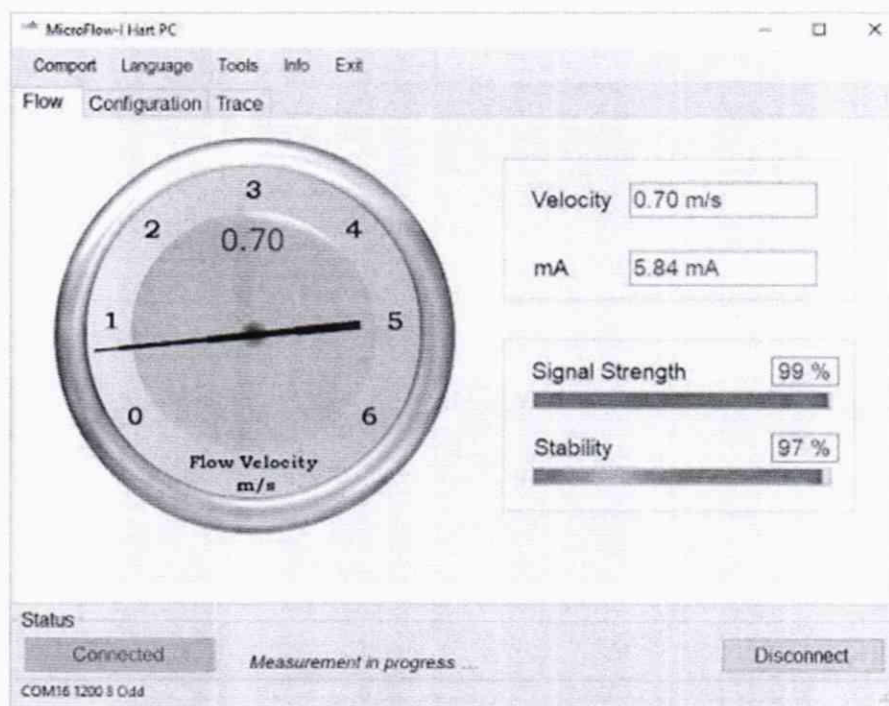 MicroFlow-I Hart PC
Comport Language Tools Info Exit
Flow Configuration Trace
3
2 4
0.70
1 5
0 6
Flow Velocity
m/s
Velocity 0.70 m/s
mA 5.84 mA
Signal Strength 99 %
Stability 97 %
Status
Connected Measurement in progress ... Disconnect
COM16 1200 8 Odd